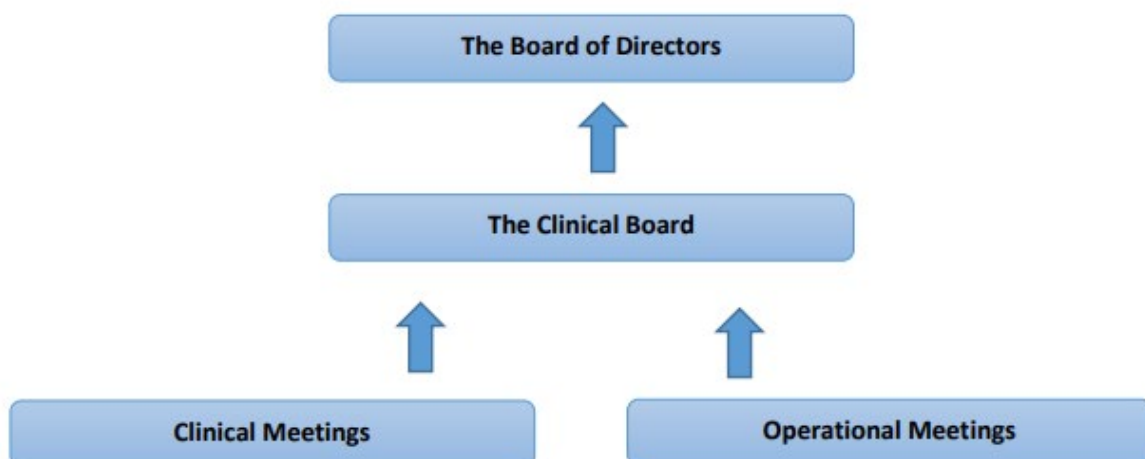 The Board of Directors
The Clinical Board
Clinical Meetings
Operational Meetings